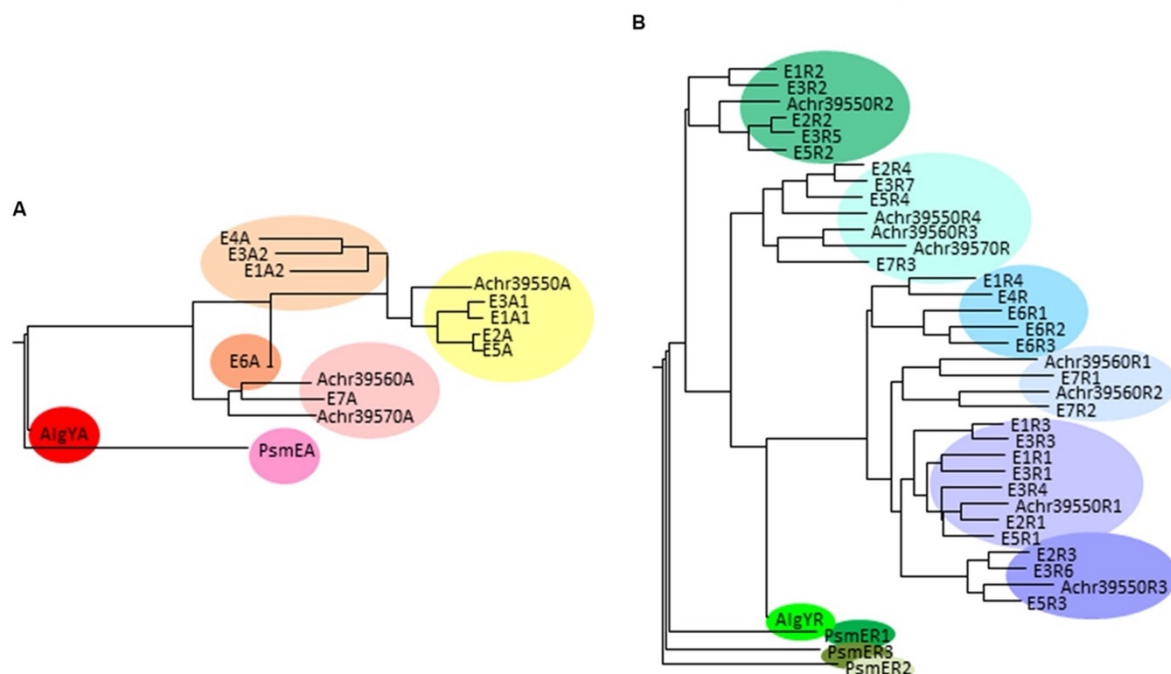 A
E4A
E3A2
E1A2
Achr39550A
E3A1
E1A1
E2A
E5A
E6A
Achr39560A
E7A
Achr39570A
AlgYA
PsmEA
B
E1R2
E3R2
Achr39550R2
E2R2
E3R5
E5R2
E2R4
E3R7
E5R4
Achr39550R4
Achr39560R3
Achr39570R
E7R3
E1R4
E4R
E6R1
E6R2
E6R3
Achr39560R1
E7R1
Achr39560R2
E7R2
E1R3
E3R3
E1R1
E3R1
E3R4
Achr39550R1
E2R1
E5R1
E2R3
E3R6
Achr39550R3
E5R3
AlgYR
PsmER1
PsmER3
PsmER2